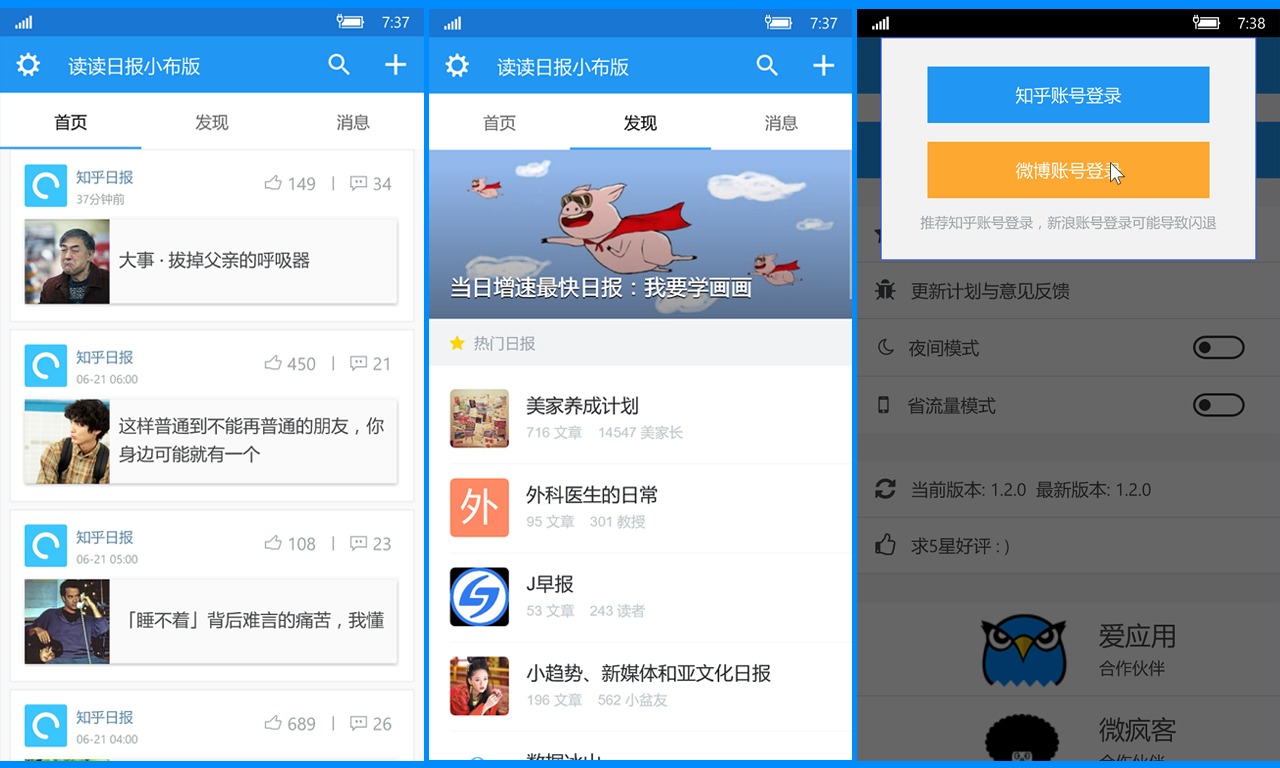 7:37
读读日报小布版
首页 发现 消息
知乎日报
37分钟前
149 | 34
大事 · 拔掉父亲的呼吸器
知乎日报
06-21 06:00
450 | 21
这样普通到不能再普通的朋友，你
身边可能就有一个
知乎日报
06-21 05:00
108 | 23
「睡不着」背后难言的痛苦，我懂
知乎日报
06-21 04:00
689 | 26
7:37
读读日报小布版
首页 发现 消息
当日增速最快日报：我要学画画
热门日报
美家养成计划
716 文章 14547 美家长
外
外科医生的日常
95 文章 301 教授
J早报
53 文章 243 读者
小趋势、新媒体和亚文化日报
196 文章 562 小盆友
7:38
知乎账号登录
微博账号登录
推荐知乎账号登录，新浪账号登录可能导致闪退
更新计划与意见反馈
夜间模式
省流量模式
当前版本: 1.2.0 最新版本: 1.2.0
求5星好评 : )
爱应用
合作伙伴
微疯客
合作伙伴